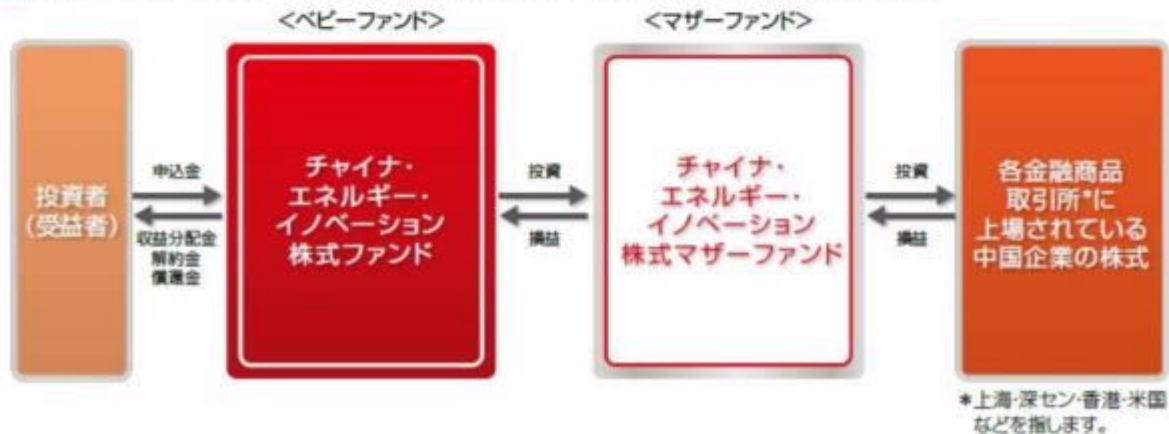 <ベビーファンド>
<マザーファンド>
投資者
(受益者)
申込金
収益分配金
解約金
償還金
チャイナ・
エネルギー・
イノベーション
株式ファンド
投資
損益
チャイナ・
エネルギー・
イノベーション
株式マザーファンド
投資
損益
各金融商品
取引所*に
上場されている
中国企業の株式
*上海・深セン・香港・米国
などを指します。